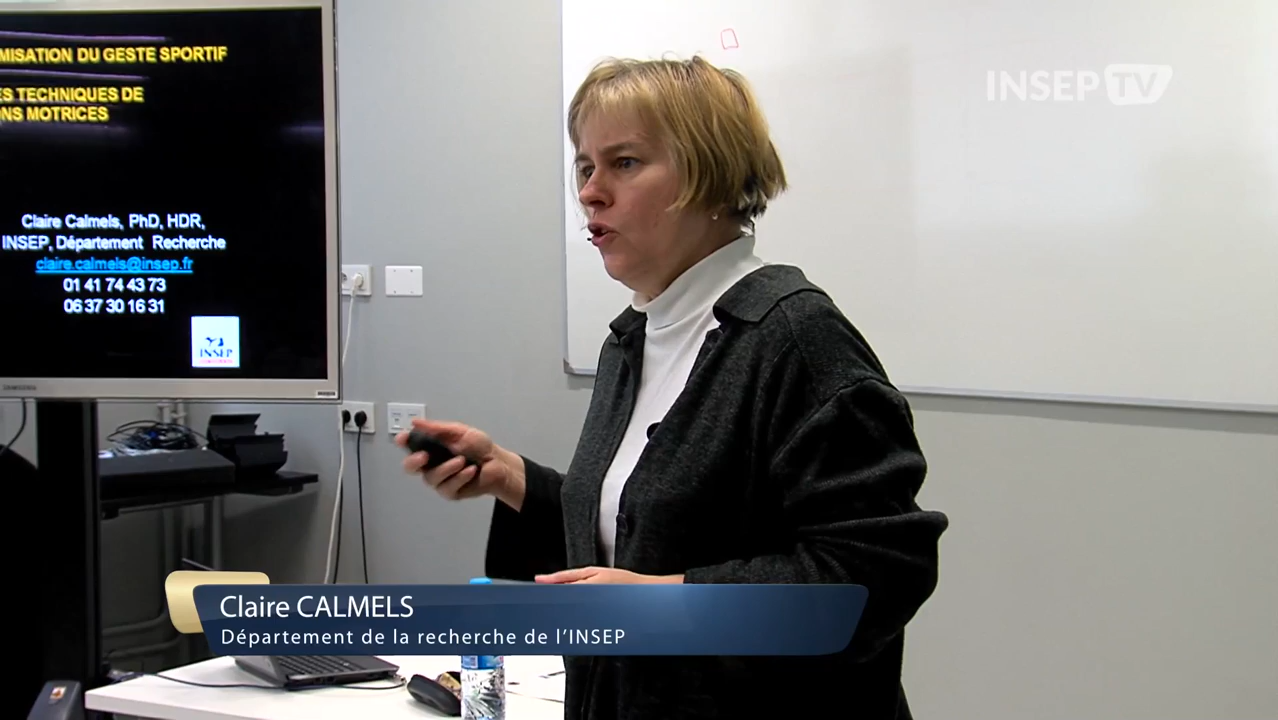 MISATION DU GESTE SPORTIF
ES TECHNIQUES DE
ONS MOTRICES
Claire Calmels, PhD, HDR,
INSEP, Département Recherche
claire.calmels@insep.fr
01 41 74 43 73
06 37 30 16 31
INSEP
SAMSUNG
INSEP TV
Claire CALMELS
Département de la recherche de l'INSEP